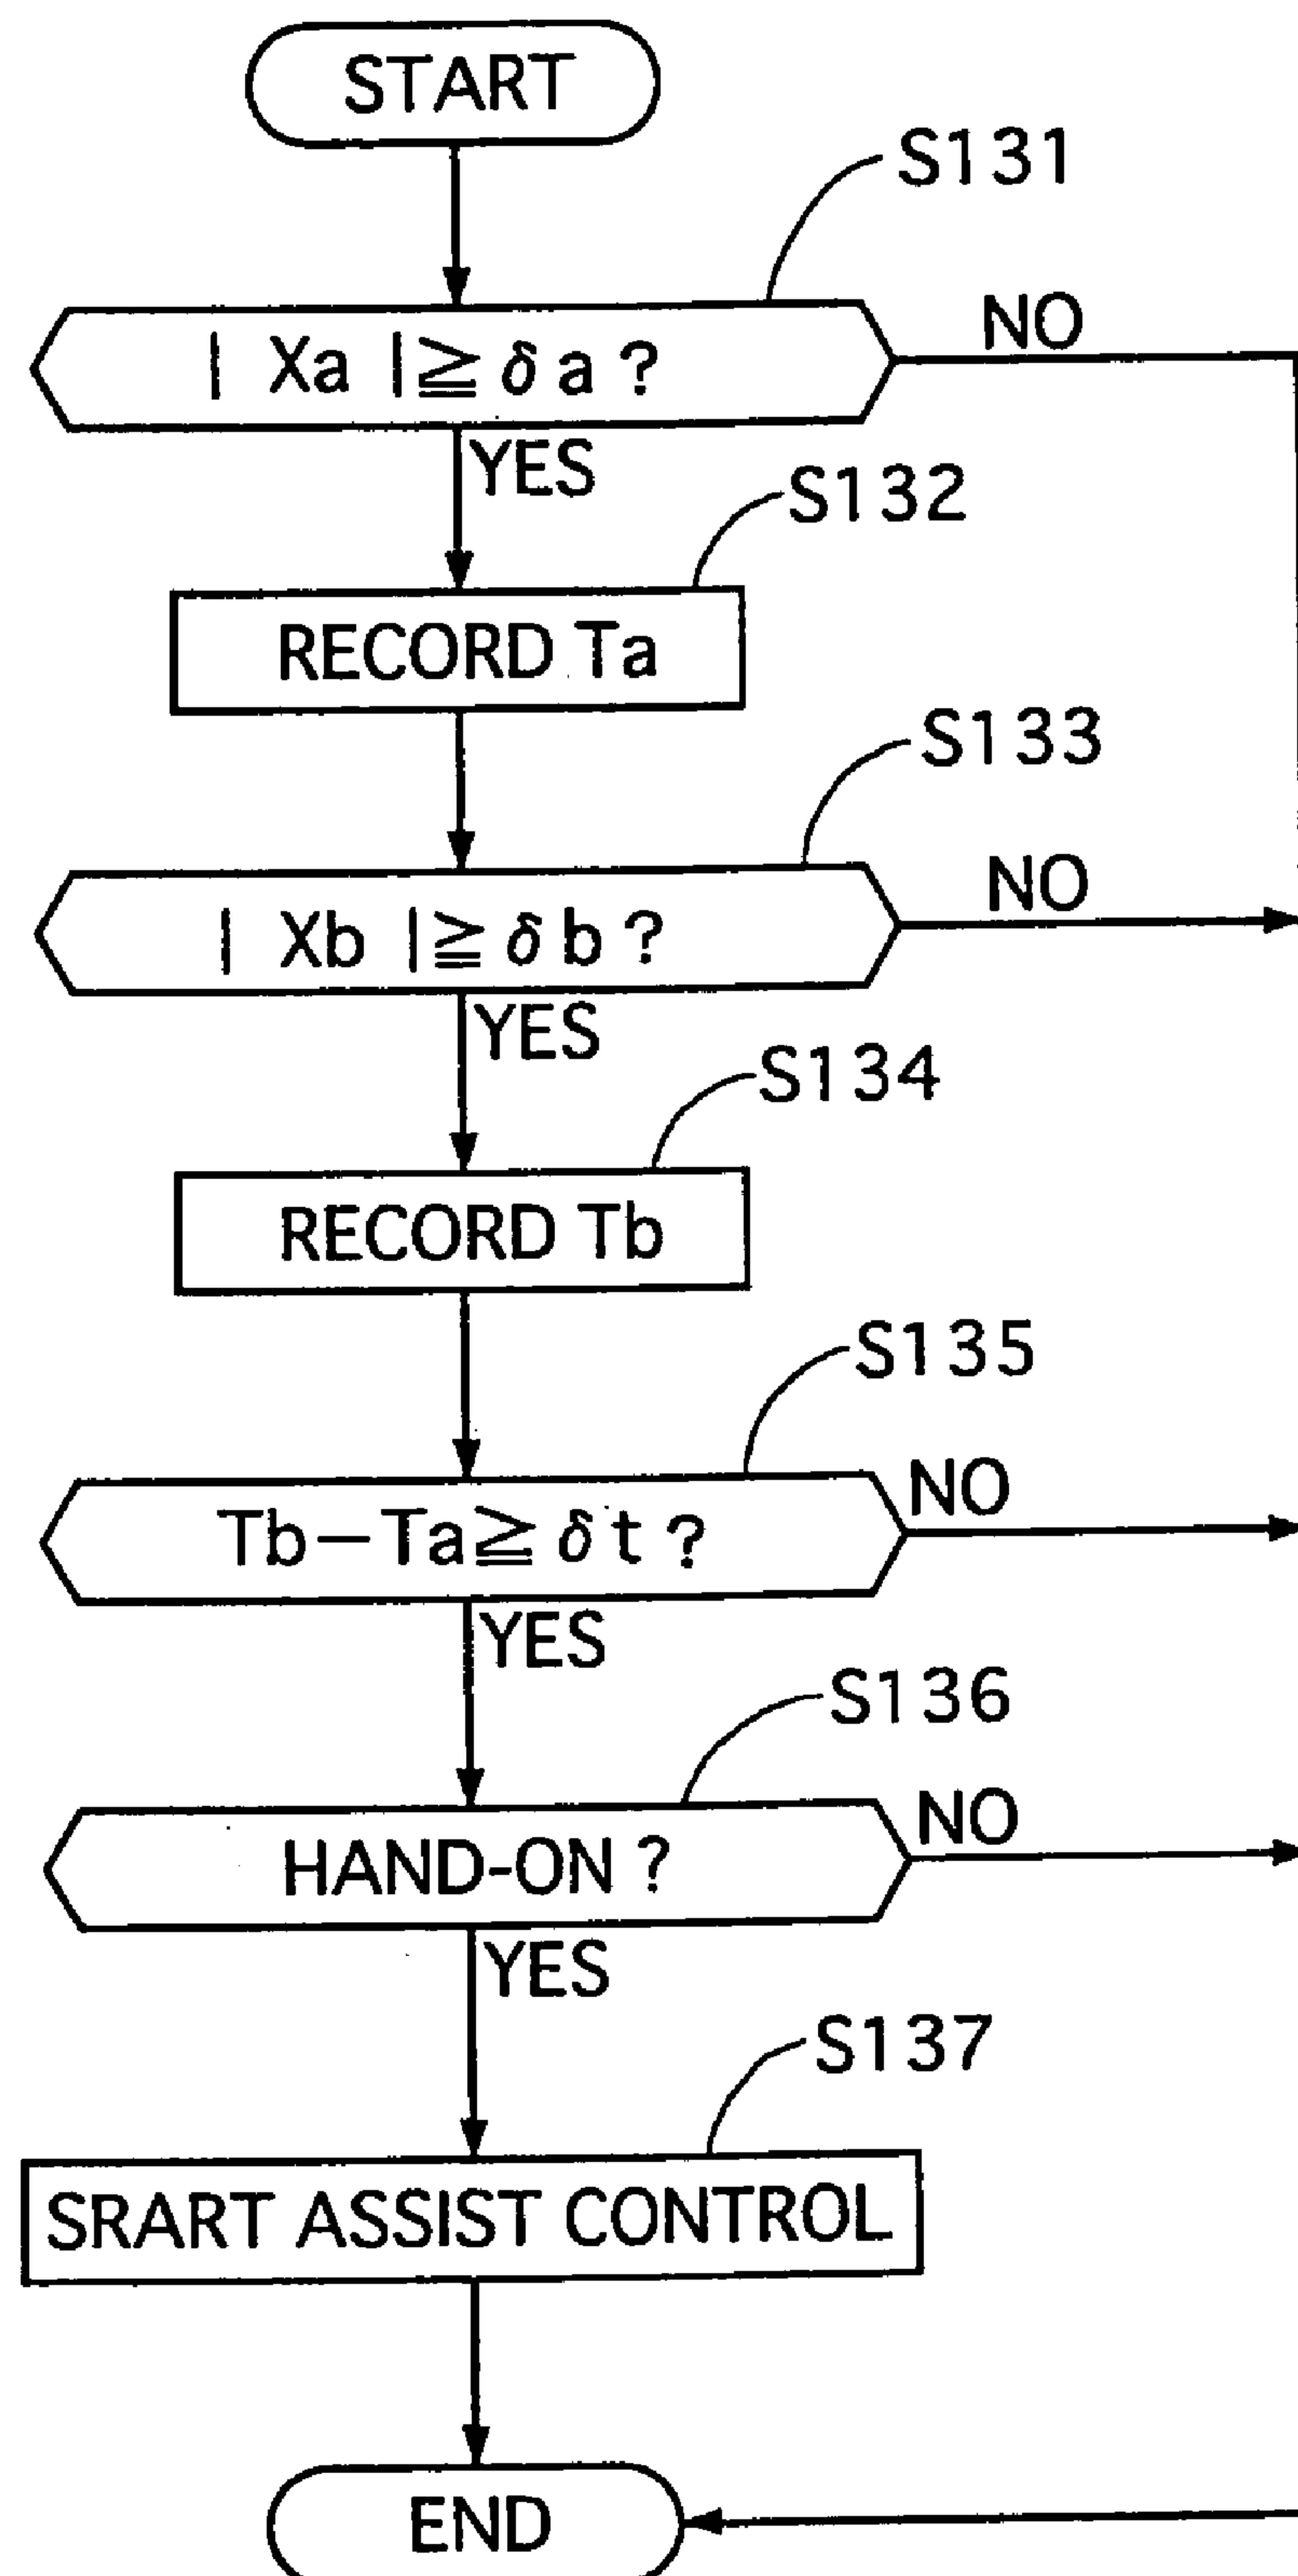 START
S131
| Xa |≧ δa ?
NO
YES
S132
RECORD Ta
S133
| Xb |≧ δb ?
NO
YES
S134
RECORD Tb
S135
Tb−Ta≧ δt ?
NO
YES
S136
HAND-ON ?
NO
YES
S137
SRART ASSIST CONTROL
END